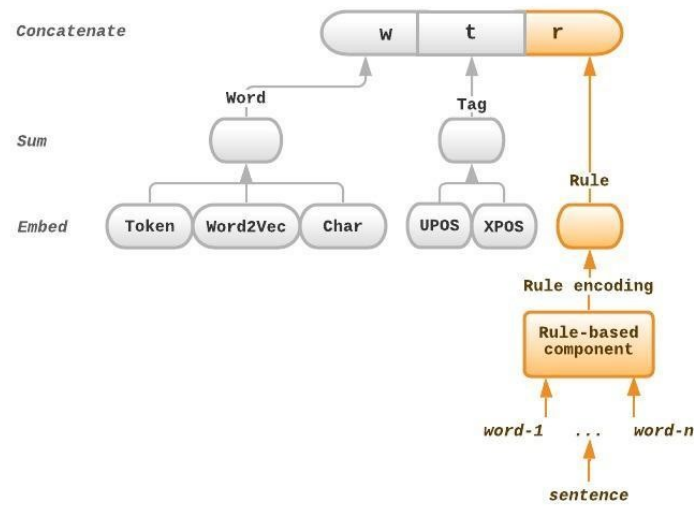 Concatenate w t r
Word
Tag
Sum
Rule
Embed Token Word2Vec Char UPOS XPOS
Rule encoding
Rule-based
component
word-1 ... word-n
sentence